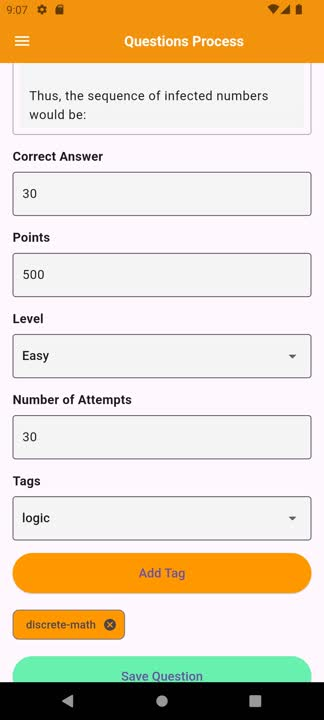 9:07
Questions Process
Thus, the sequence of infected numbers
would be:
Correct Answer
30
Points
500
Level
Easy
Number of Attempts
30
Tags
logic
Add Tag
discrete-math
Save Question